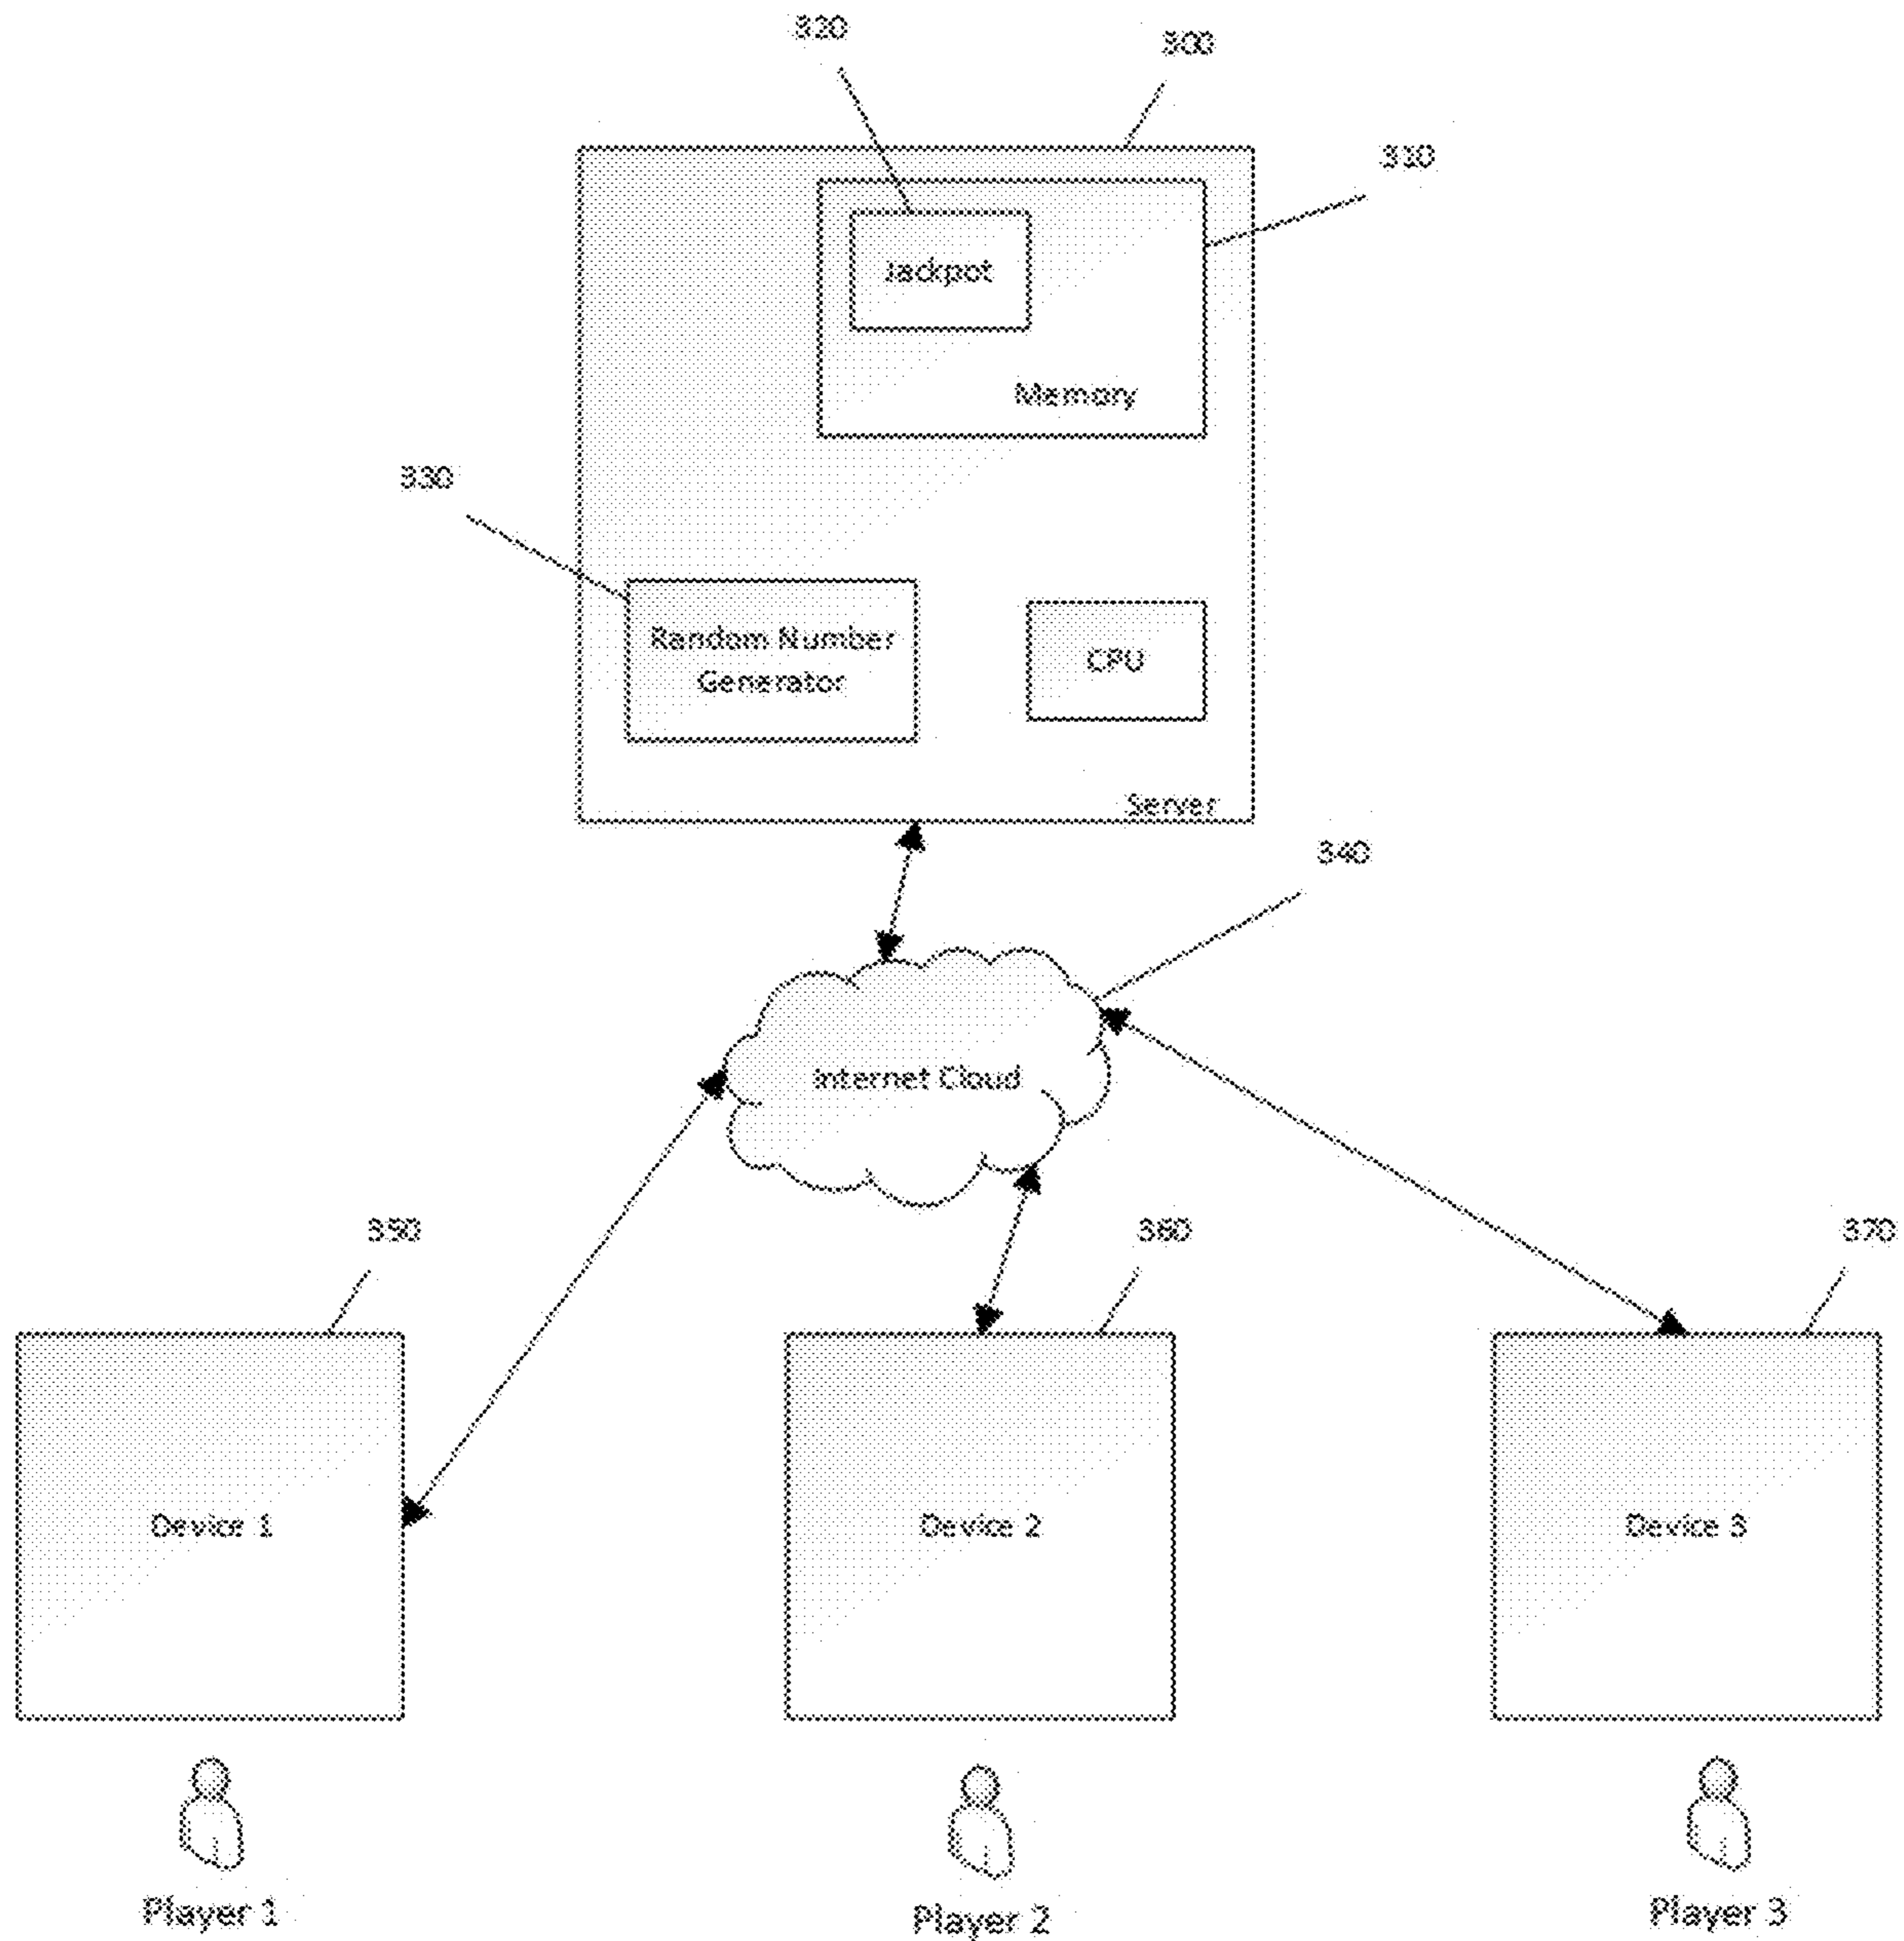 320
300
310
Jackpot
Memory
330
Random Number
Generator
CPU
Server
340
Internet Cloud
350
360
370
Device 1
Device 2
Device 3
Player 1
Player 2
Player 3